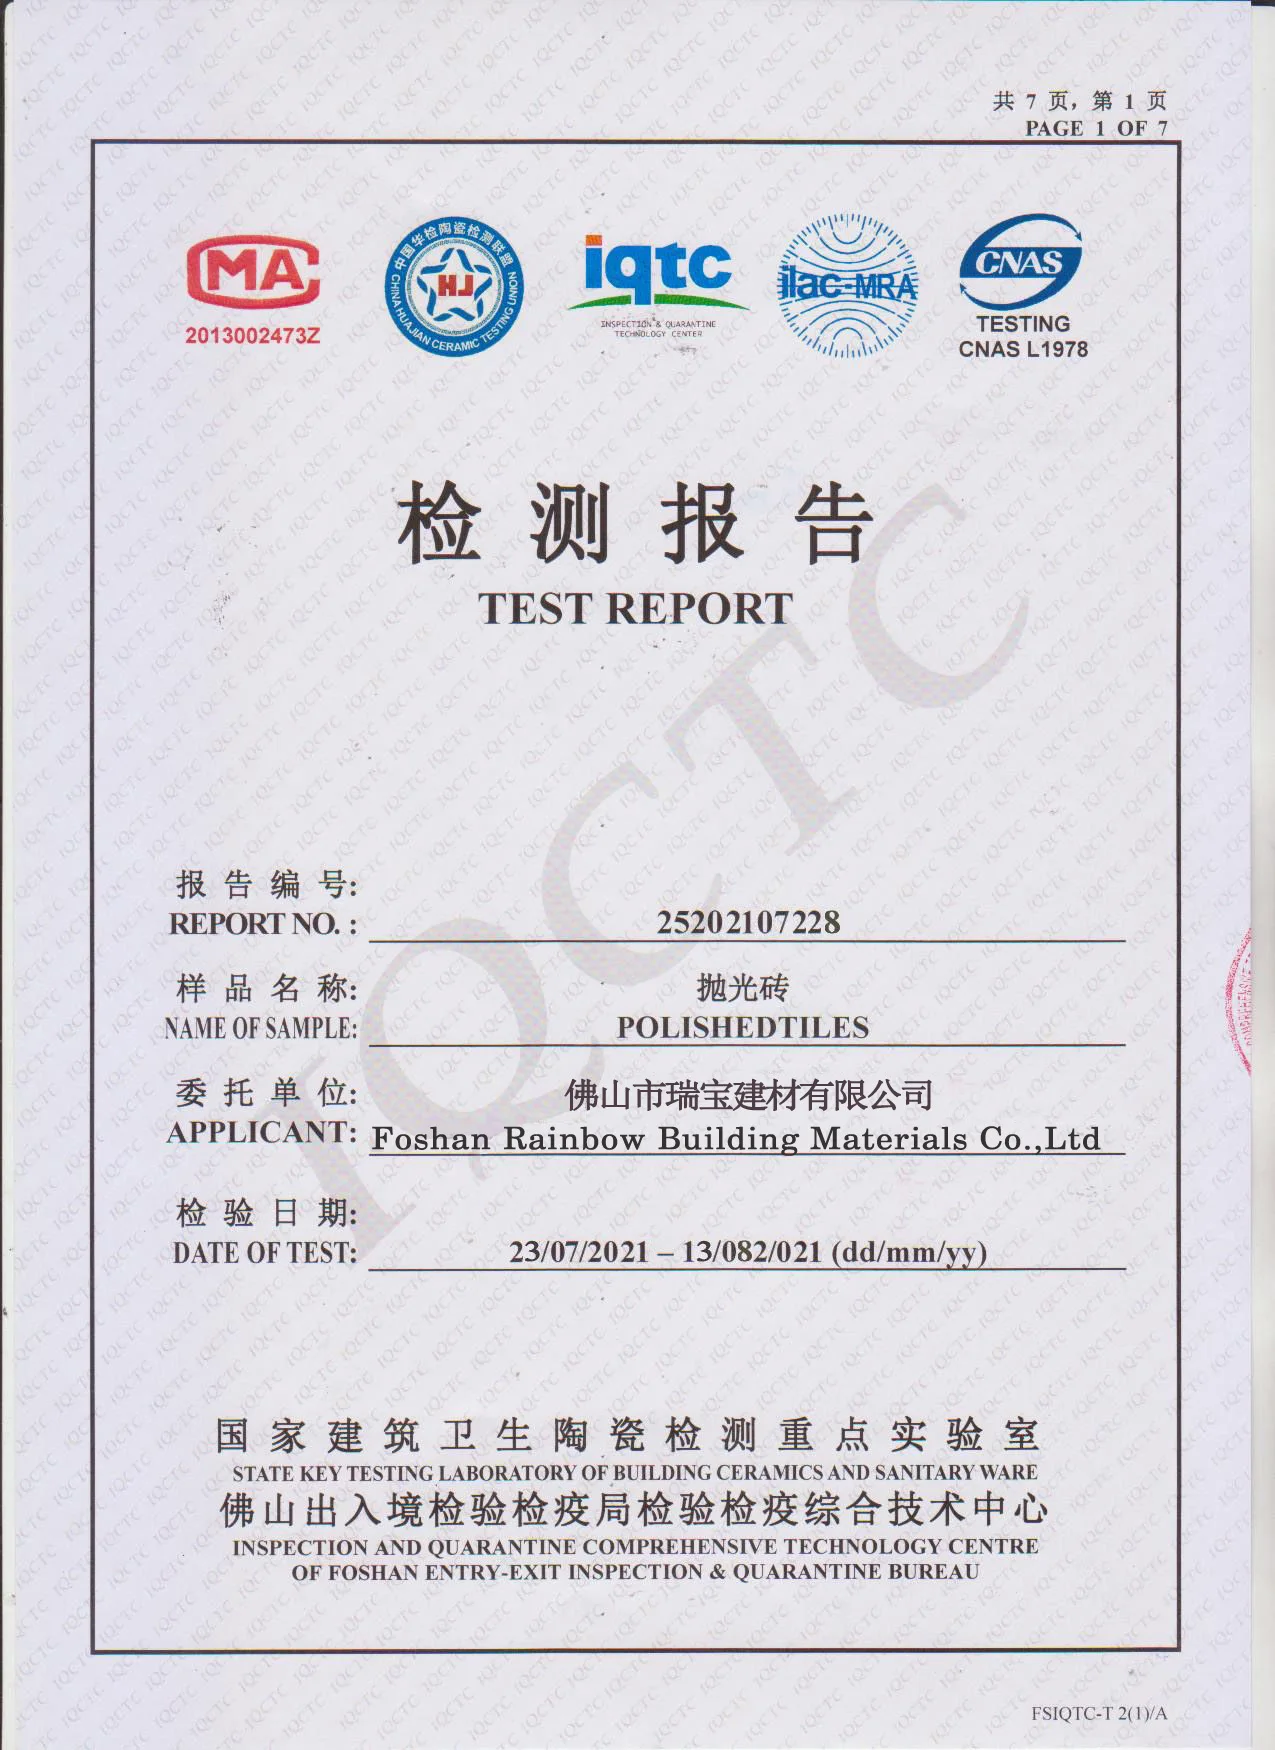 共 7 页, 第 1 页
PAGE 1 OF 7
MA
2013002473Z
中国华检陶瓷检测联盟
HJ
CHINA HUAJIAN CERAMIC TESTING UNION
iqtc
INSPECTION & QUARANTINE
TECHNOLOGY CENTER
ilac-MRA
CNAS
TESTING
CNAS L1978
检测报告
TEST REPORT
IQCTC
报告编号:
REPORT NO. :
25202107228
样品名称:
抛光砖
NAME OF SAMPLE:
POLISHEDTILES
委托单位:
佛山市瑞宝建材有限公司
APPLICANT:
Foshan Rainbow Building Materials Co.,Ltd
检验日期:
DATE OF TEST:
23/07/2021 – 13/082/021 (dd/mm/yy)
国家建筑卫生陶瓷检测重点实验室
STATE KEY TESTING LABORATORY OF BUILDING CERAMICS AND SANITARY WARE
佛山出入境检验检疫局检验检疫综合技术中心
INSPECTION AND QUARANTINE COMPREHENSIVE TECHNOLOGY CENTRE
OF FOSHAN ENTRY-EXIT INSPECTION & QUARANTINE BUREAU
FSIQTC-T 2(1)/A